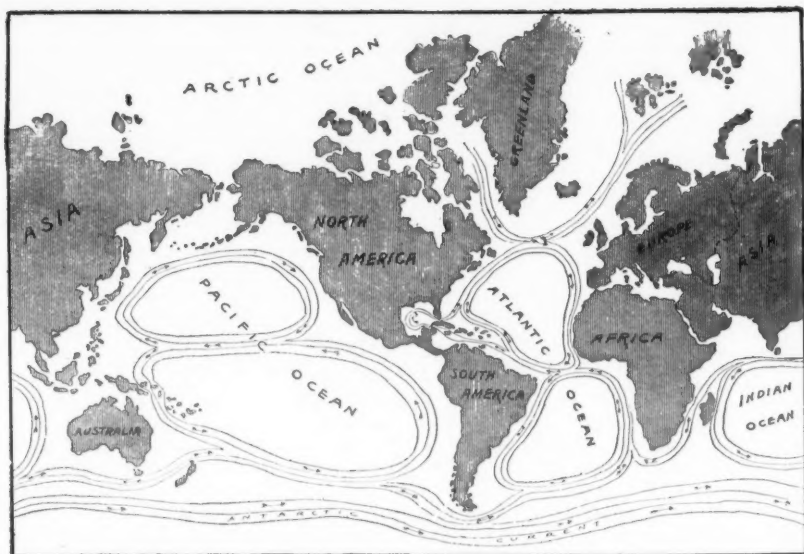 ARCTIC OCEAN
GREENLAND
ASIA
NORTH
AMERICA
EUROPE
ASIA
PACIFIC
OCEAN
ATLANTIC
OCEAN
AFRICA
SOUTH
AMERICA
AUSTRALIA
INDIAN
OCEAN
ANTARCTIC CURRENT